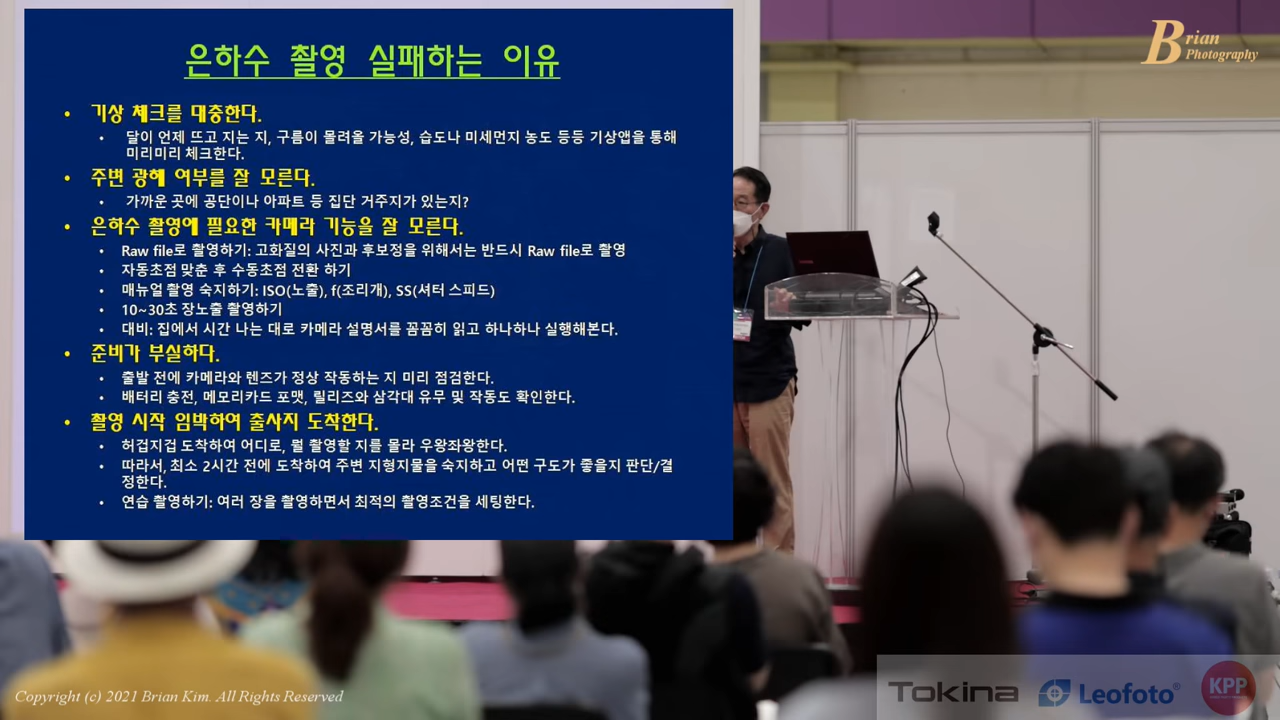 은하수 촬영 실패하는 이유
• 기상 체크를 대충한다.
• 달이 언제 뜨고 지는 지, 구름이 몰려올 가능성, 습도나 미세먼지 농도 등등 기상앱을 통해
미리미리 체크한다.
• 주변 광해 여부를 잘 모른다.
• 가까운 곳에 공단이나 아파트 등 집단 거주지가 있는지?
• 은하수 촬영에 필요한 카메라 기능을 잘 모른다.
• Raw file로 촬영하기: 고화질의 사진과 후보정을 위해서는 반드시 Raw file로 촬영
• 자동초점 맞춘 후 수동초점 전환 하기
• 매뉴얼 촬영 숙지하기: ISO(노출), f(조리개), SS(셔터 스피드)
• 10~30초 장노출 촬영하기
• 대비: 집에서 시간 나는 대로 카메라 설명서를 꼼꼼히 읽고 하나하나 실행해본다.
• 준비가 부실하다.
• 출발 전에 카메라와 렌즈가 정상 작동하는 지 미리 점검한다.
• 배터리 충전, 메모리카드 포맷, 릴리즈와 삼각대 유무 및 작동도 확인한다.
• 촬영 시작 임박하여 출사지 도착한다.
• 허겁지겁 도착하여 어디로, 뭘 촬영할 지를 몰라 우왕좌왕한다.
• 따라서, 최소 2시간 전에 도착하여 주변 지형지물을 숙지하고 어떤 구도가 좋을지 판단/결
정한다.
• 연습 촬영하기: 여러 장을 촬영하면서 최적의 촬영조건을 세팅한다.
Brian
Photography
Copyright (c) 2021 Brian Kim. All Rights Reserved
Tokina
Leofoto®
KPP